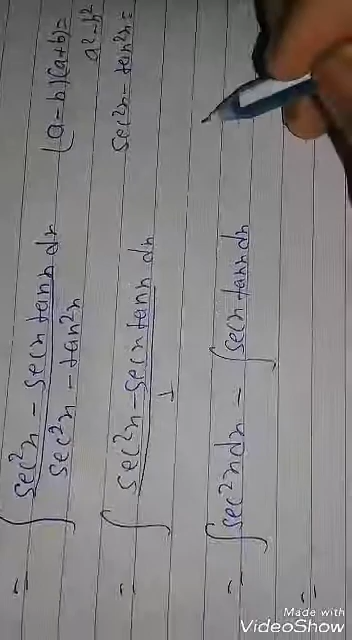 = ∫ sec²x - secx tanx dx / sec²x - tan²x (a-b)(a+b)= a²-b²
= ∫ sec²x - secx tanx dx / 1 sec²x - tan²x =
= ∫sec²x dx - ∫secx tanx dx
=
Made with
VideoShow